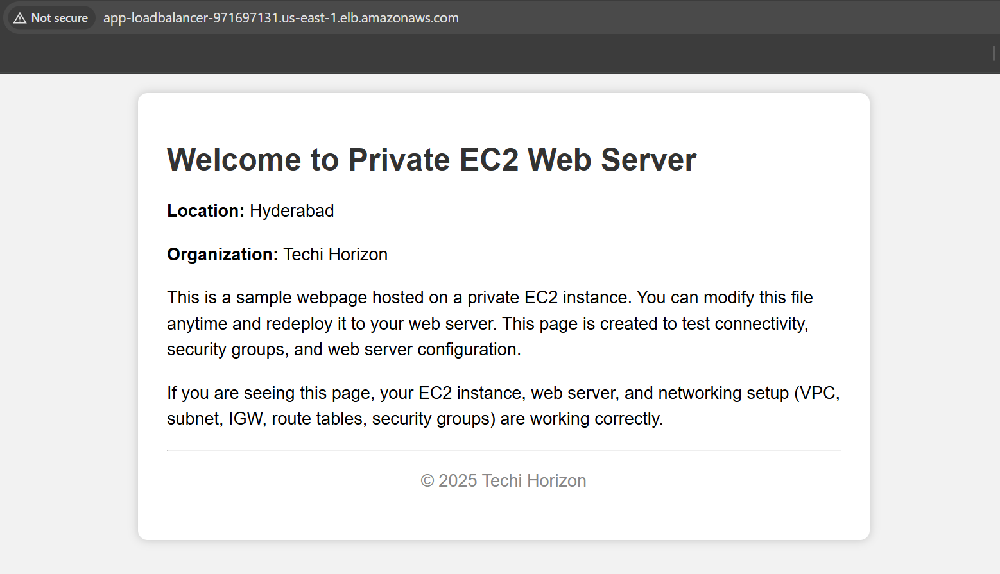 Not secure app-loadbalancer-971697131.us-east-1.elb.amazonaws.com
Welcome to Private EC2 Web Server
Location: Hyderabad
Organization: Techi Horizon
This is a sample webpage hosted on a private EC2 instance. You can modify this file
anytime and redeploy it to your web server. This page is created to test connectivity,
security groups, and web server configuration.
If you are seeing this page, your EC2 instance, web server, and networking setup (VPC,
subnet, IGW, route tables, security groups) are working correctly.
© 2025 Techi Horizon